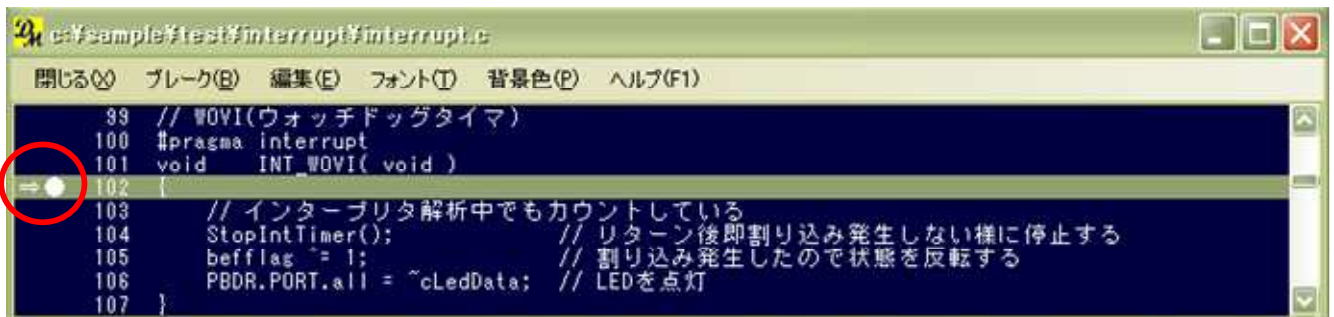 c:¥sample¥test¥interrupt¥interrupt.c
閉じる(X) ブレーク(B) 編集(E) フォント(T) 背景色(P) ヘルプ(F1)
99 // WOVI(ウォッチドッグタイマ)
100 #pragma interrupt
101 void INT_WOVI( void )
⇒● 102 {
103 // インタープリタ解析中でもカウントしている
104 StopIntTimer(); // リターン後即割り込み発生しない様に停止する
105 befflag ^= 1; // 割り込み発生したので状態を反転する
106 PBDR.PORT.all = ~cLedData; // LEDを点灯
107 }